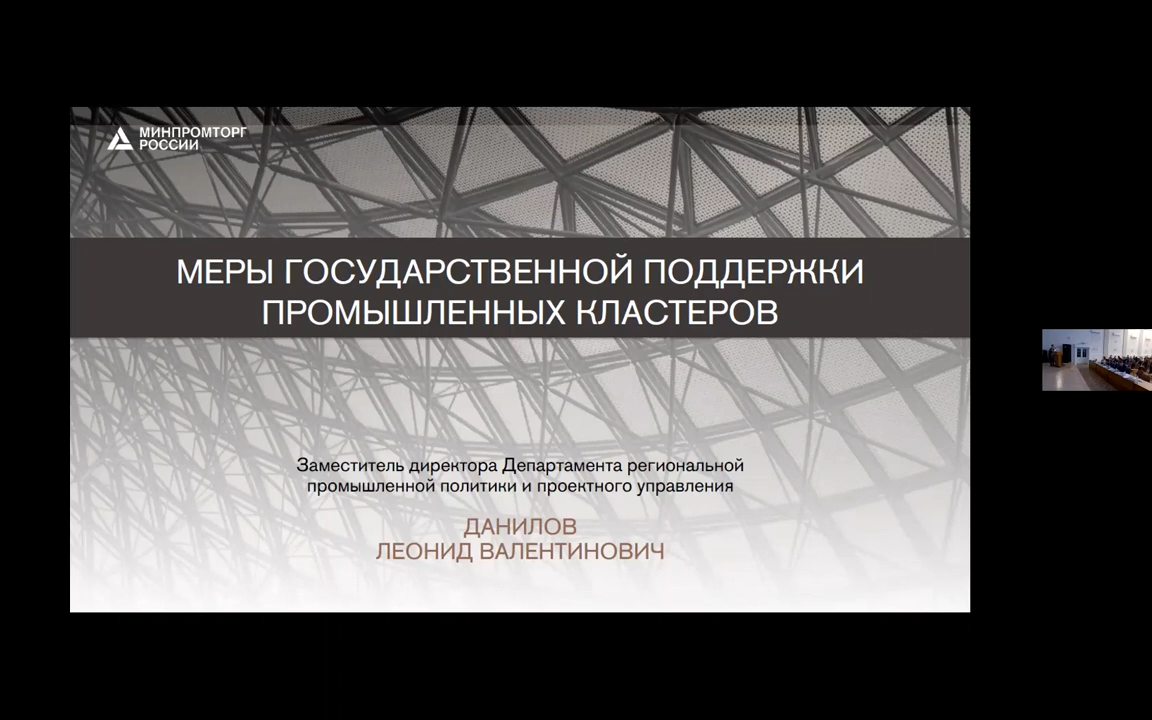 МИНПРОМТОРГ
РОССИИ
МЕРЫ ГОСУДАРСТВЕННОЙ ПОДДЕРЖКИ
ПРОМЫШЛЕННЫХ КЛАСТЕРОВ
Заместитель директора Департамента региональной
промышленной политики и проектного управления
ДАНИЛОВ
ЛЕОНИД ВАЛЕНТИНОВИЧ